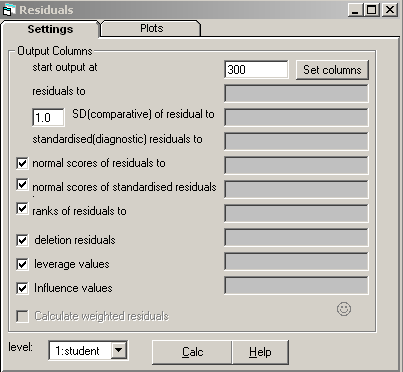 Residuals
Settings Plots
Output Columns
start output at 300 Set columns
residuals to
1.0 SD(comparative) of residual to
standardised(diagnostic) residuals to
normal scores of residuals to
normal scores of standardised residuals
ranks of residuals to
deletion residuals
leverage values
Influence values
Calculate weighted residuals
level: 1:student Calc Help